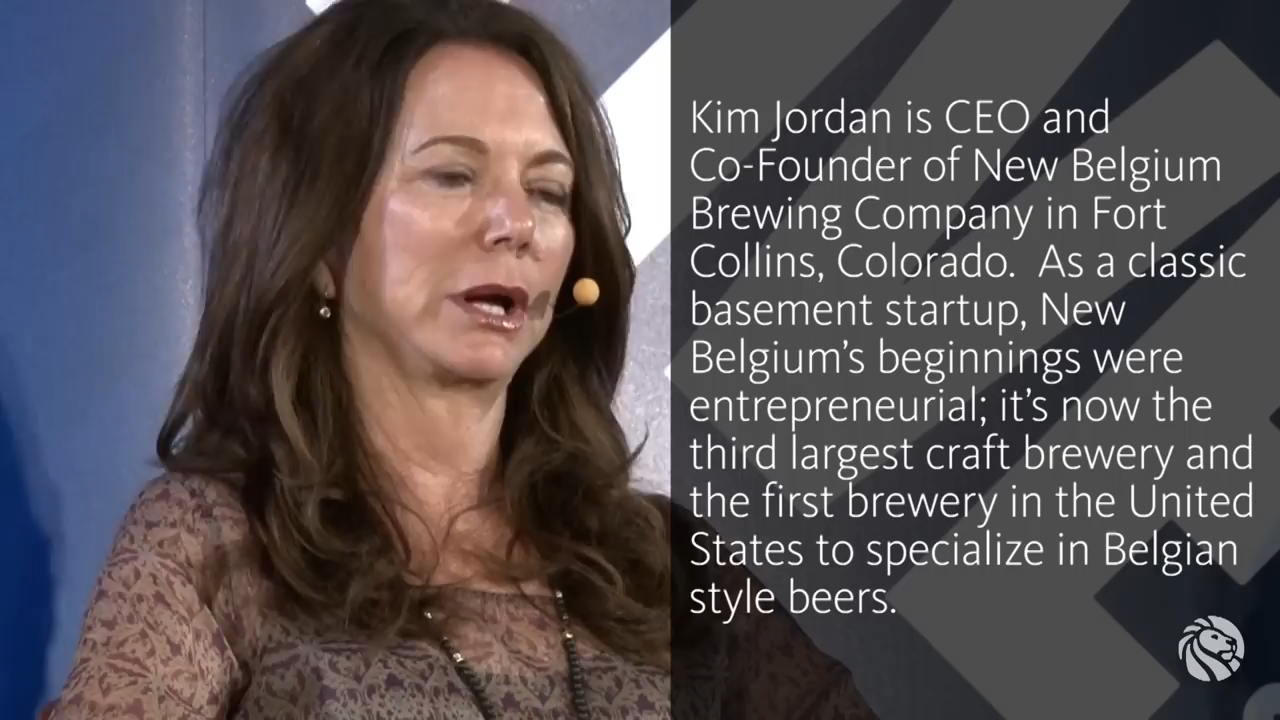 Kim Jordan is CEO and
Co-Founder of New Belgium
Brewing Company in Fort
Collins, Colorado.  As a classic
basement startup, New
Belgium’s beginnings were
entrepreneurial; it’s now the
third largest craft brewery and
the first brewery in the United
States to specialize in Belgian
style beers.